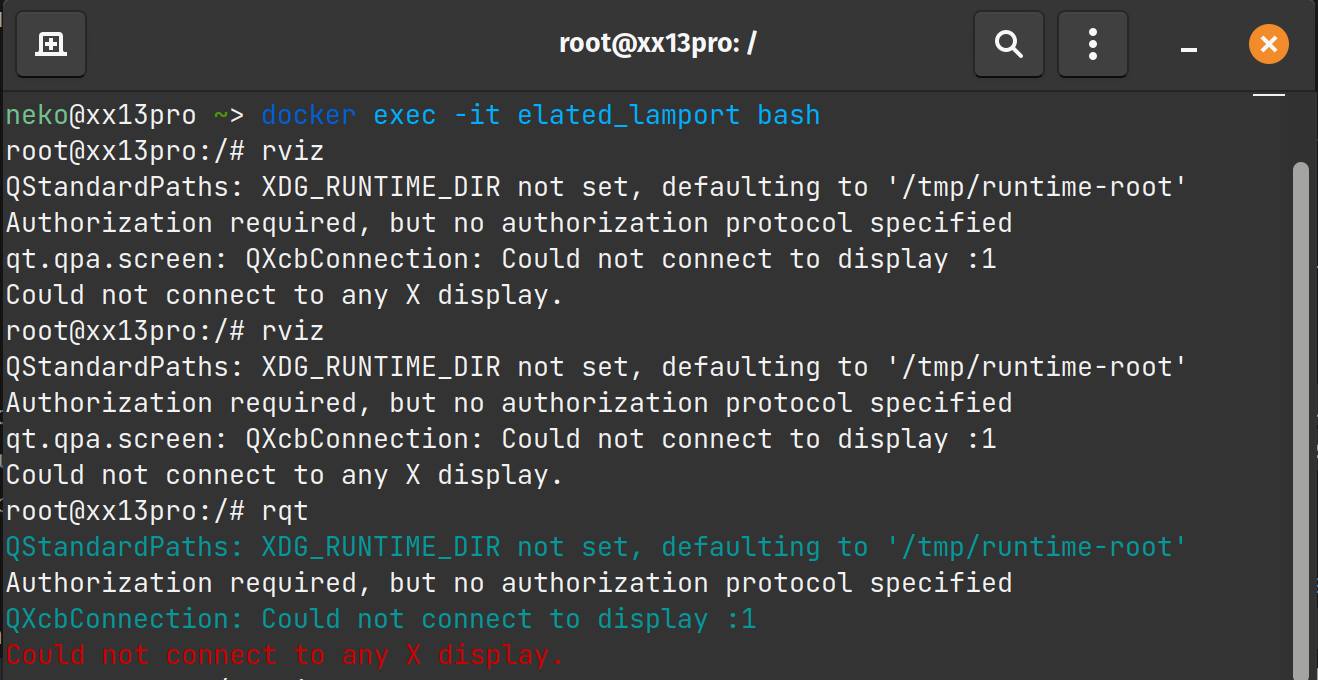 root@xx13pro: /
neko@xx13pro ~> docker exec -it elated_lamport bash
root@xx13pro:/# rviz
QStandardPaths: XDG_RUNTIME_DIR not set, defaulting to '/tmp/runtime-root'
Authorization required, but no authorization protocol specified
qt.qpa.screen: QXcbConnection: Could not connect to display :1
Could not connect to any X display.
root@xx13pro:/# rviz
QStandardPaths: XDG_RUNTIME_DIR not set, defaulting to '/tmp/runtime-root'
Authorization required, but no authorization protocol specified
qt.qpa.screen: QXcbConnection: Could not connect to display :1
Could not connect to any X display.
root@xx13pro:/# rqt
QStandardPaths: XDG_RUNTIME_DIR not set, defaulting to '/tmp/runtime-root'
Authorization required, but no authorization protocol specified
QXcbConnection: Could not connect to display :1
Could not connect to any X display.